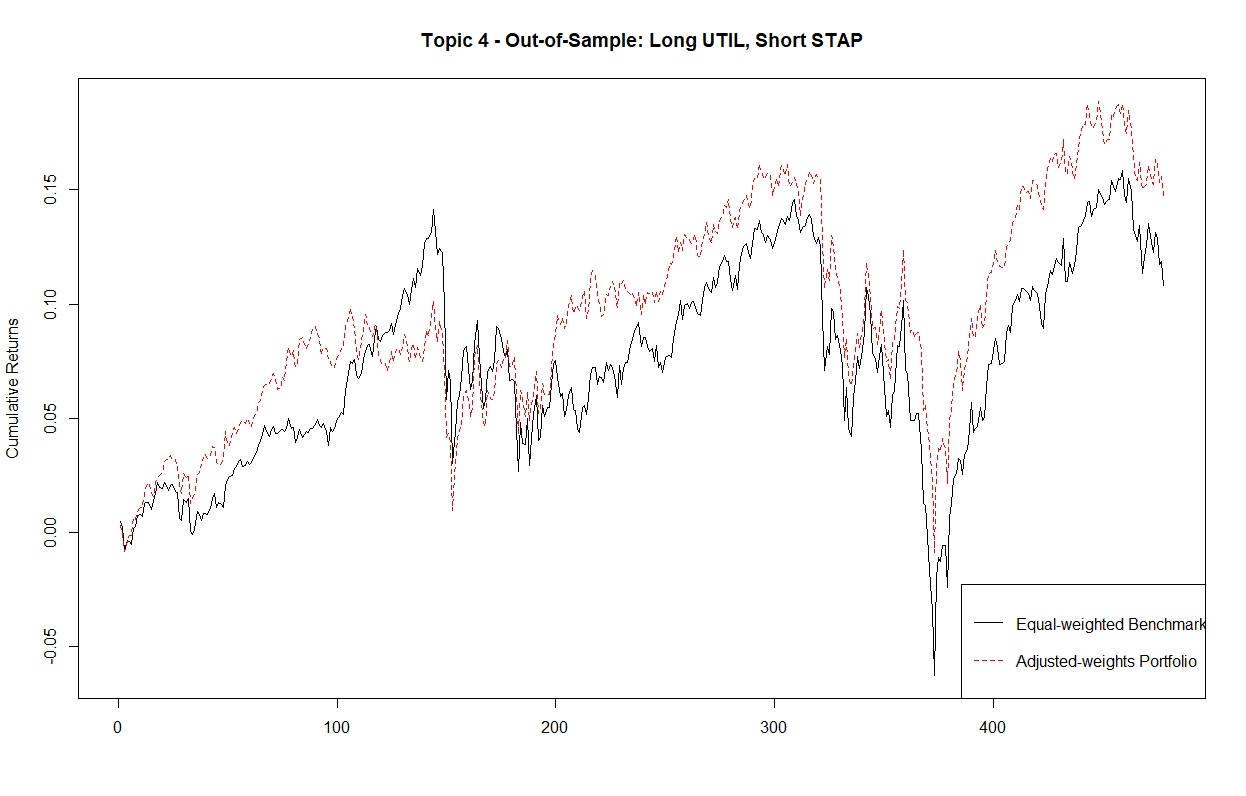 Topic 4 - Out-of-Sample: Long UTIL, Short STAP
Cumulative Returns
0.15
0.10
0.05
0.00
-0.05
Equal-weighted Benchmark
Adjusted-weights Portfolio
0 100 200 300 400